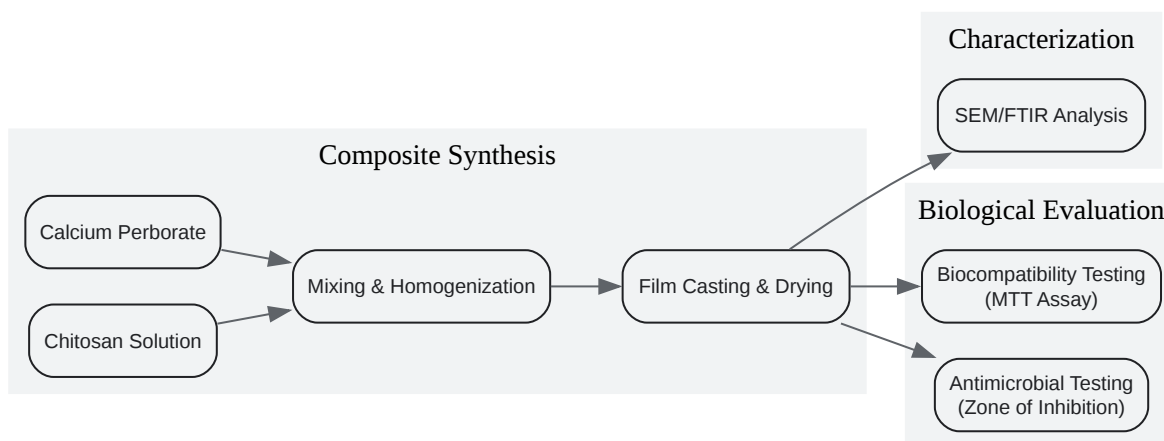 Characterization
SEM/FTIR Analysis
Composite Synthesis
Calcium Perborate
Chitosan Solution
Mixing & Homogenization
Film Casting & Drying
Biological Evaluation
Biocompatibility Testing
(MTT Assay)
Antimicrobial Testing
(Zone of Inhibition)